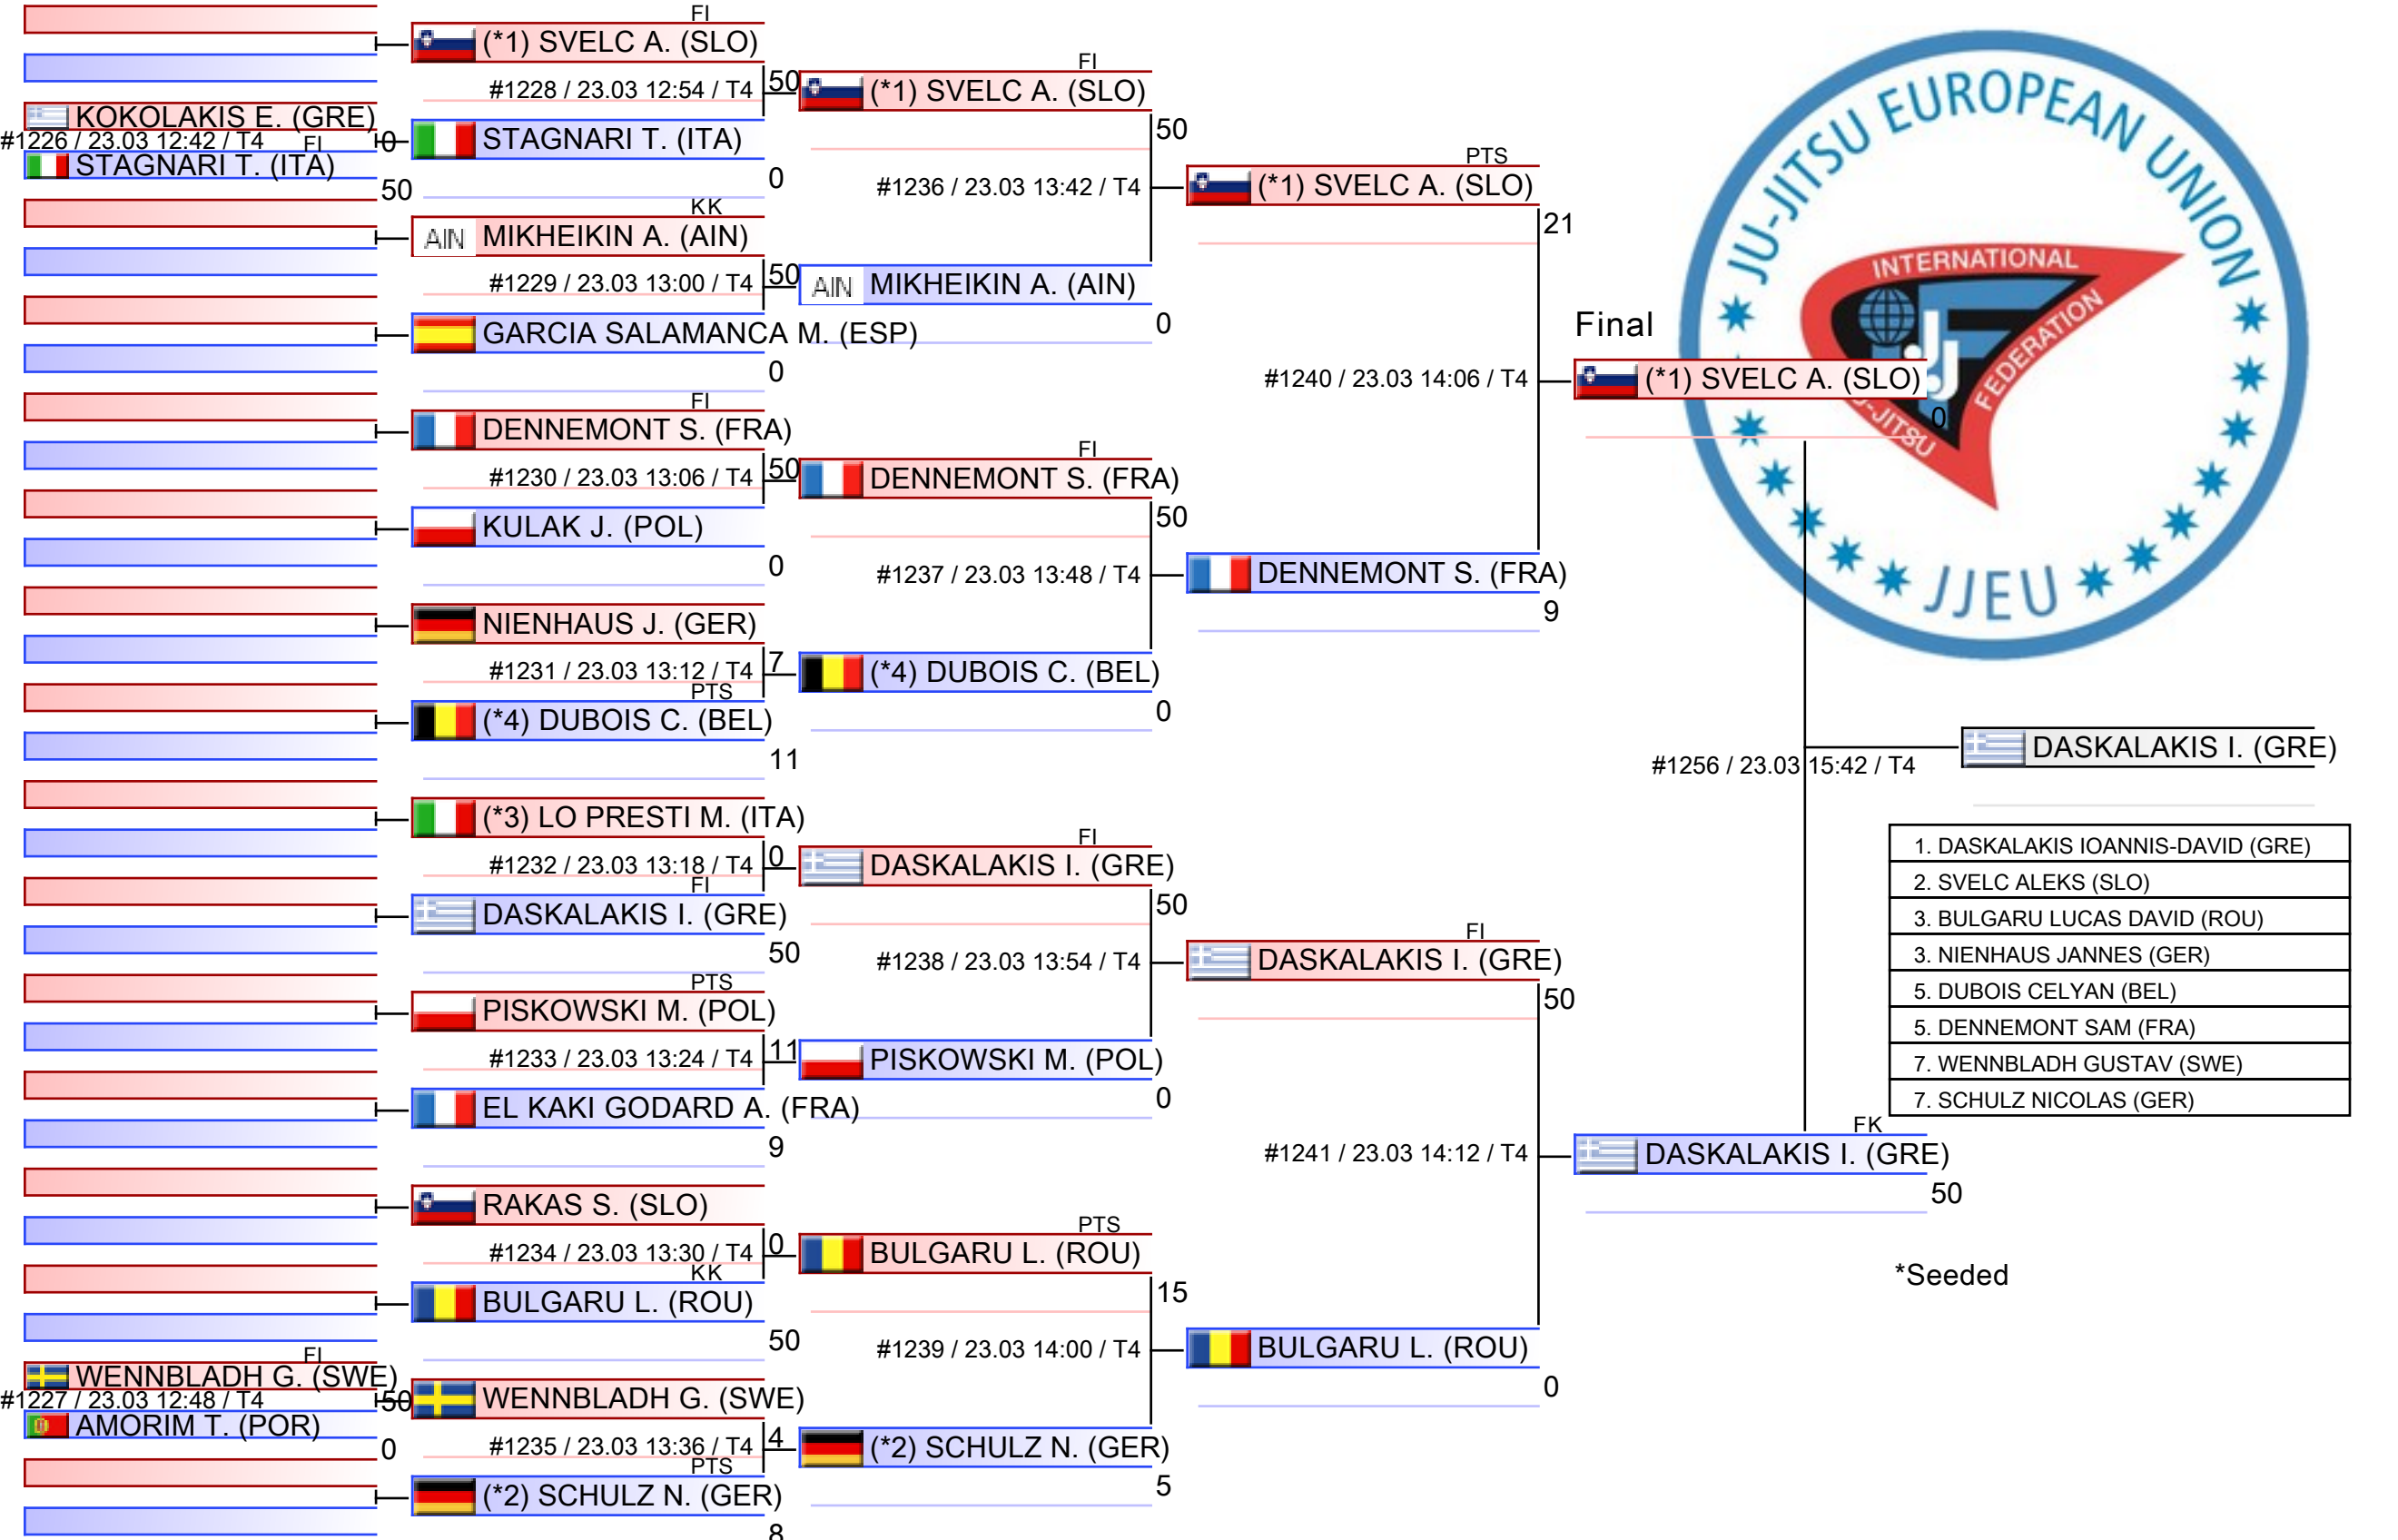 KOKOLAKIS E. (GRE)
0
#1226 / 23.03 12:42 / T4
FI
STAGNARI T. (ITA)
50
FI
WENNBLADH G. (SWE)
50
#1227 / 23.03 12:48 / T4
AMORIM T. (POR)
0
FI
(*1) SVELC A. (SLO)
50
#1228 / 23.03 12:54 / T4
STAGNARI T. (ITA)
0
KK
AIN MIKHEIKIN A. (AIN)
50
#1229 / 23.03 13:00 / T4
GARCIA SALAMANCA M. (ESP)
0
FI
DENNEMONT S. (FRA)
50
#1230 / 23.03 13:06 / T4
KULAK J. (POL)
0
NIENHAUS J. (GER)
7
#1231 / 23.03 13:12 / T4
PTS
(*4) DUBOIS C. (BEL)
11
(*3) LO PRESTI M. (ITA)
0
#1232 / 23.03 13:18 / T4
FI
DASKALAKIS I. (GRE)
50
PTS
PISKOWSKI M. (POL)
11
#1233 / 23.03 13:24 / T4
EL KAKI GODARD A. (FRA)
9
RAKAS S. (SLO)
0
#1234 / 23.03 13:30 / T4
KK
BULGARU L. (ROU)
50
WENNBLADH G. (SWE)
4
#1235 / 23.03 13:36 / T4
PTS
(*2) SCHULZ N. (GER)
8
FI
(*1) SVELC A. (SLO)
50
#1236 / 23.03 13:42 / T4
AIN MIKHEIKIN A. (AIN)
0
FI
DENNEMONT S. (FRA)
50
#1237 / 23.03 13:48 / T4
(*4) DUBOIS C. (BEL)
0
FI
DASKALAKIS I. (GRE)
50
#1238 / 23.03 13:54 / T4
PISKOWSKI M. (POL)
0
PTS
BULGARU L. (ROU)
15
#1239 / 23.03 14:00 / T4
(*2) SCHULZ N. (GER)
5
PTS
(*1) SVELC A. (SLO)
21
#1240 / 23.03 14:06 / T4
DENNEMONT S. (FRA)
9
FI
DASKALAKIS I. (GRE)
50
#1241 / 23.03 14:12 / T4
BULGARU L. (ROU)
0
JU-JITSU EUROPEAN UNION
INTERNATIONAL
FEDERATION
JJEU
Final
(*1) SVELC A. (SLO)
0
#1256 / 23.03 15:42 / T4
FK
DASKALAKIS I. (GRE)
50
DASKALAKIS I. (GRE)
1. DASKALAKIS IOANNIS-DAVID (GRE)
2. SVELC ALEKS (SLO)
3. BULGARU LUCAS DAVID (ROU)
3. NIENHAUS JANNES (GER)
5. DUBOIS CELYAN (BEL)
5. DENNEMONT SAM (FRA)
7. WENNBLADH GUSTAV (SWE)
7. SCHULZ NICOLAS (GER)
*Seeded